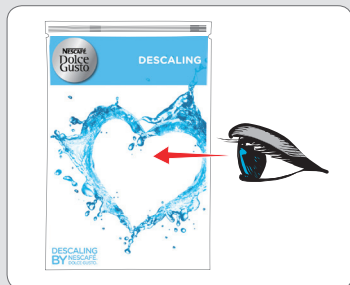 NESCAFÉ
Dolce
Gusto
DESCALING
DESCALING
BY NESCAFÉ
DOLCE GUSTO